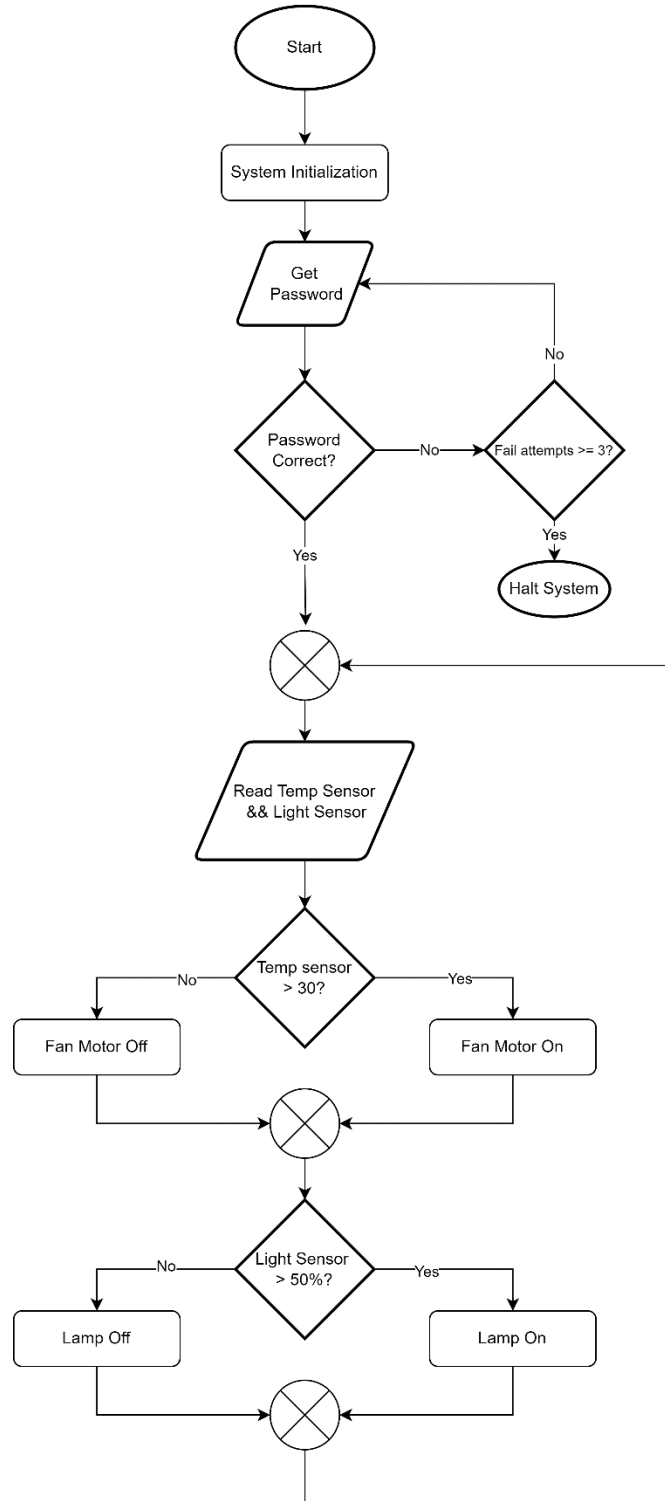 Start
System Initialization
Get
Password
No
Password
Correct?
No
Fail attempts >= 3?
Yes
Yes
Halt System
Read Temp Sensor
&& Light Sensor
No
Temp sensor
> 30?
Yes
Fan Motor Off
Fan Motor On
No
Light Sensor
> 50%?
Yes
Lamp Off
Lamp On